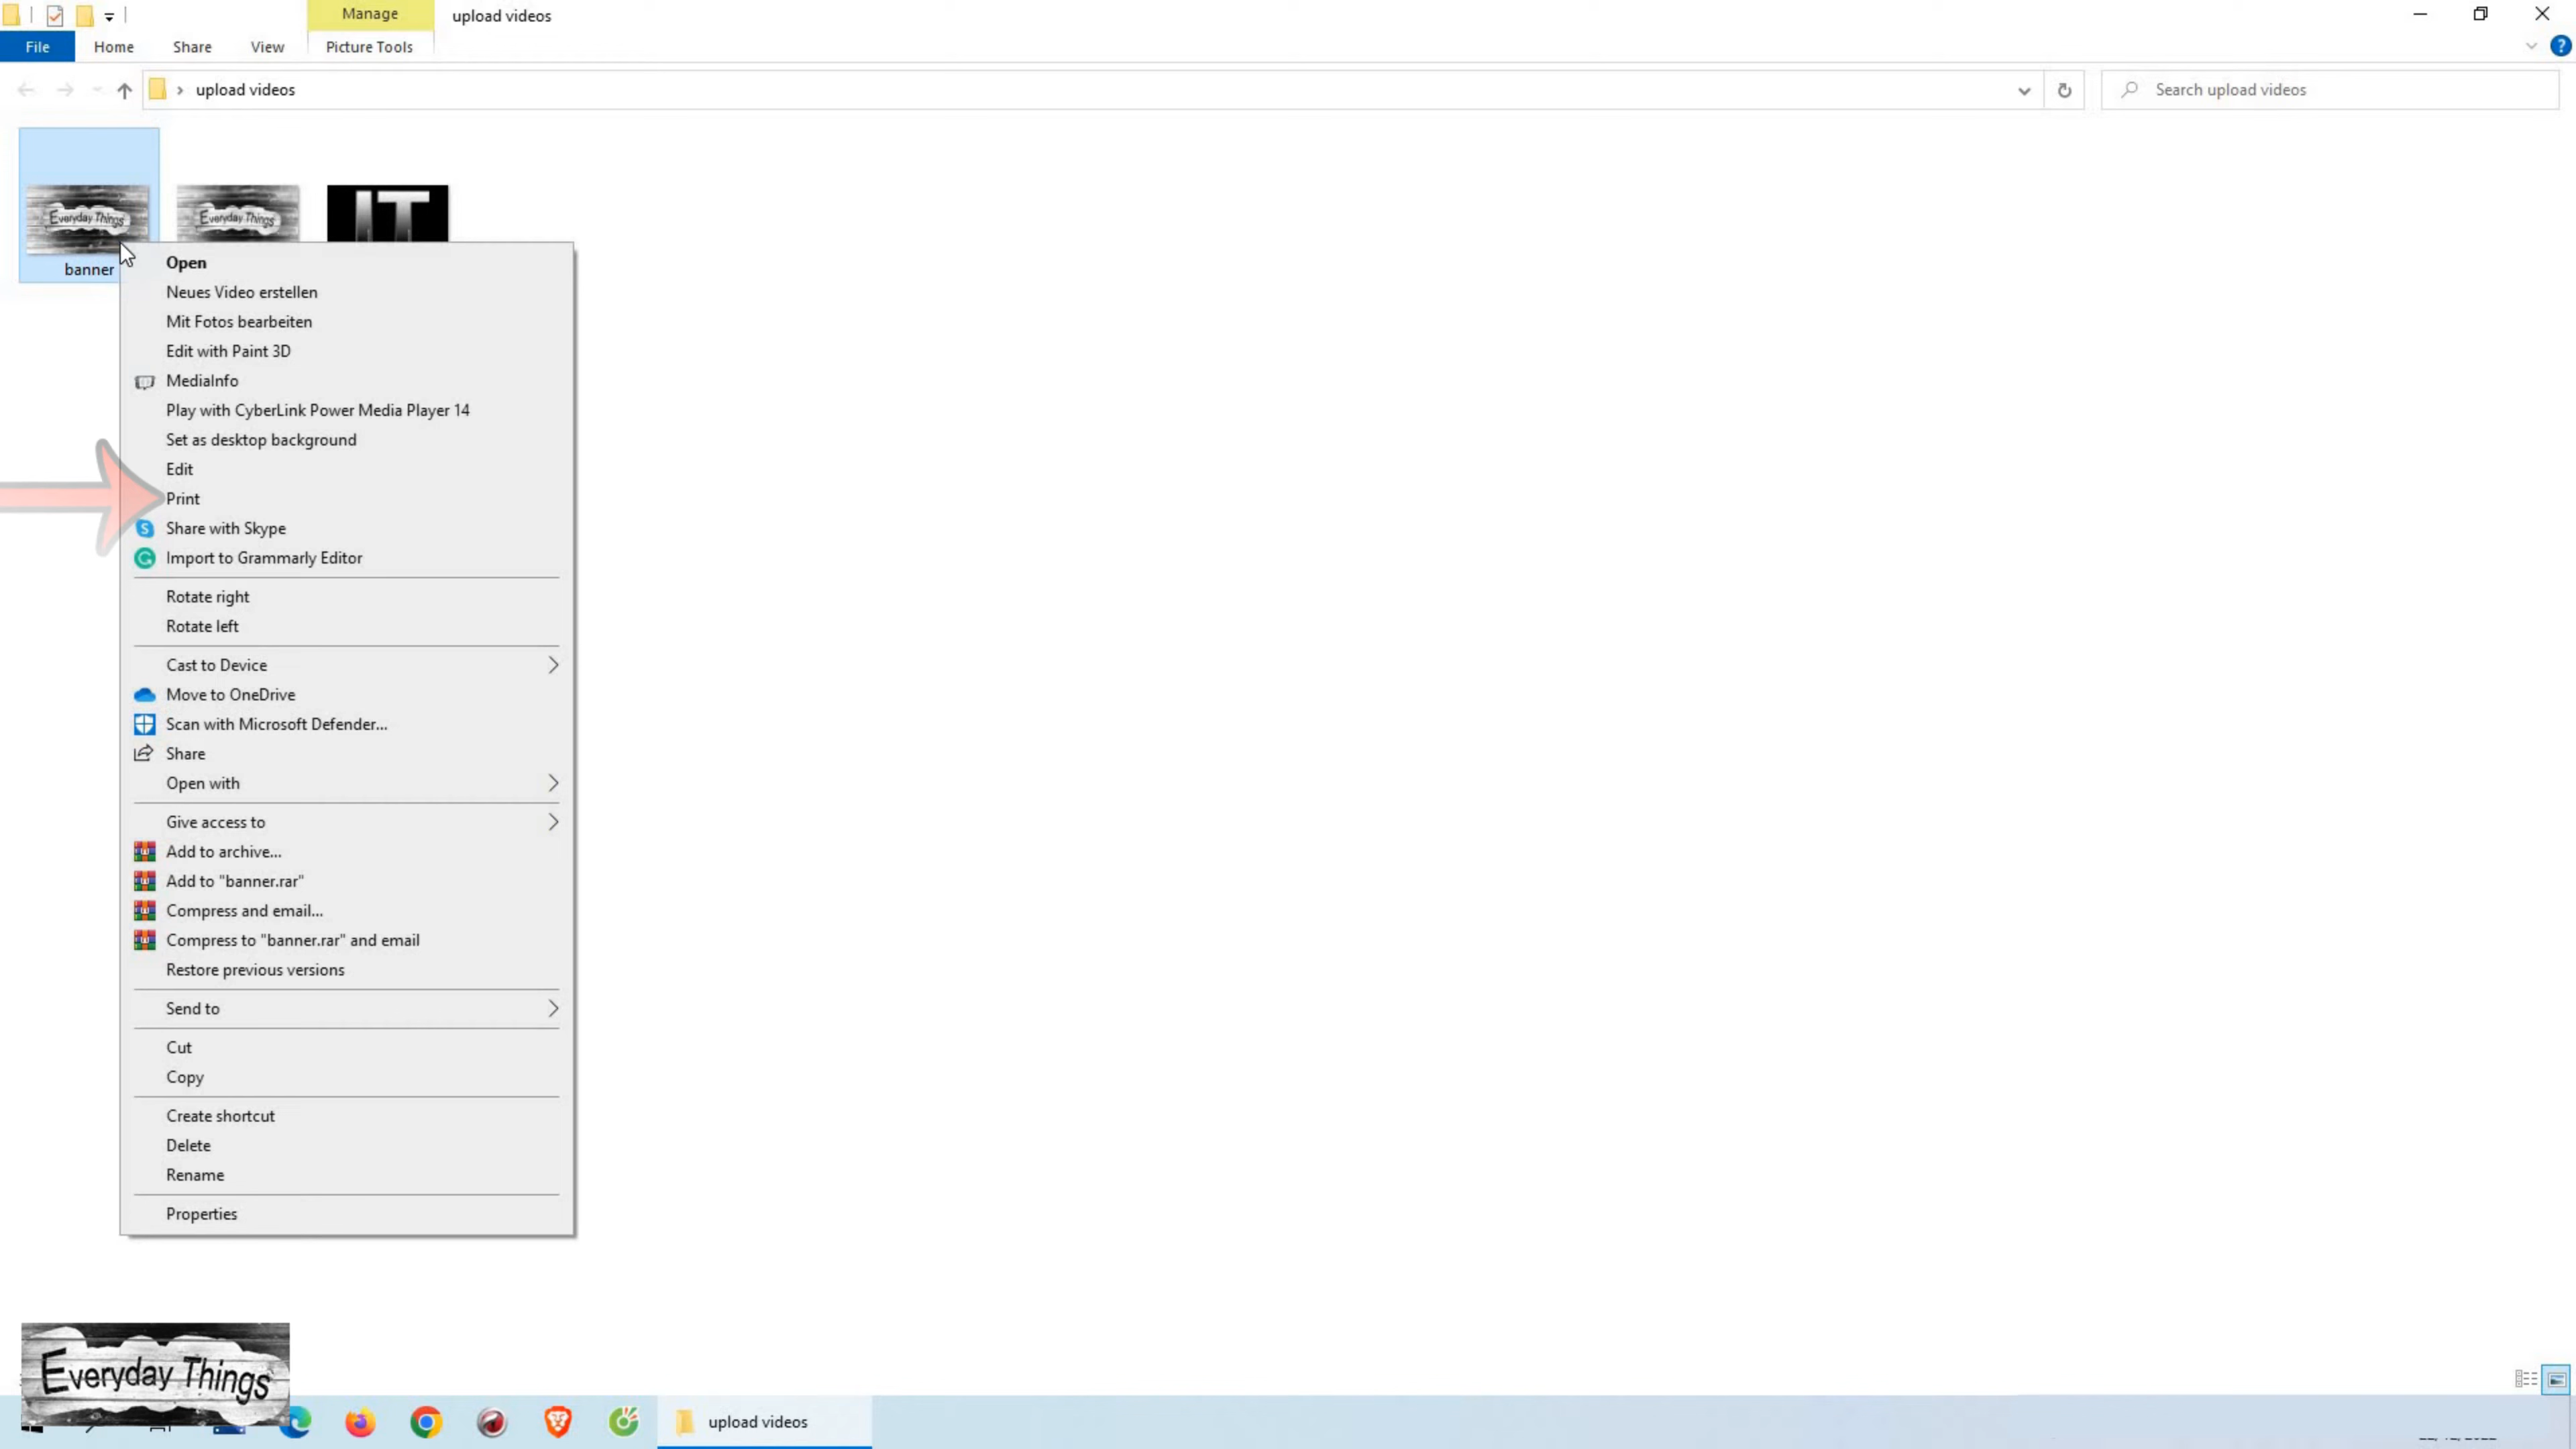 Manage
upload videos
File
Home
Share
View
Picture Tools
upload videos
Search upload videos
Everyday Things
Everyday Things
IT
banner
Open
Neues Video erstellen
Mit Fotos bearbeiten
Edit with Paint 3D
MediaInfo
Play with CyberLink Power Media Player 14
Set as desktop background
Edit
Print
Share with Skype
Import to Grammarly Editor
Rotate right
Rotate left
Cast to Device
Move to OneDrive
Scan with Microsoft Defender...
Share
Open with
Give access to
Add to archive...
Add to "banner.rar"
Compress and email...
Compress to "banner.rar" and email
Restore previous versions
Send to
Cut
Copy
Create shortcut
Delete
Rename
Properties
Everyday Things
upload videos